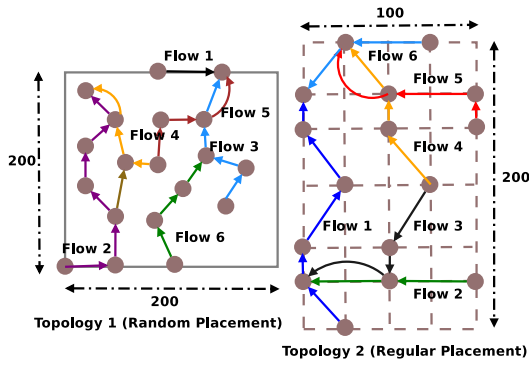 Flow 1
Flow 5
Flow 4
Flow 3
Flow 2
Flow 6
200
200
Topology 1 (Random Placement)
100
Flow 6
Flow 5
Flow 4
Flow 1
Flow 3
Flow 2
200
Topology 2 (Regular Placement)